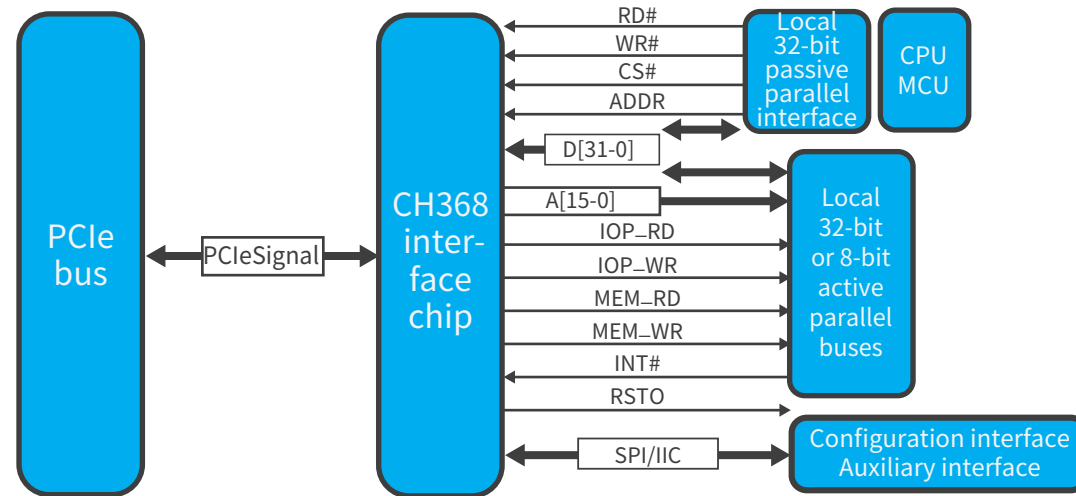 PCIe
bus
PCIeSignal
CH368
inter-
face
chip
RD#
WR#
CS#
ADDR
D[31-0]
A[15-0]
IOP_RD
IOP_WR
MEM_RD
MEM_WR
INT#
RSTO
SPI/IIC
Local
32-bit
passive
parallel
interface
CPU
MCU
Local
32-bit
or 8-bit
active
parallel
buses
Configuration interface
Auxiliary interface